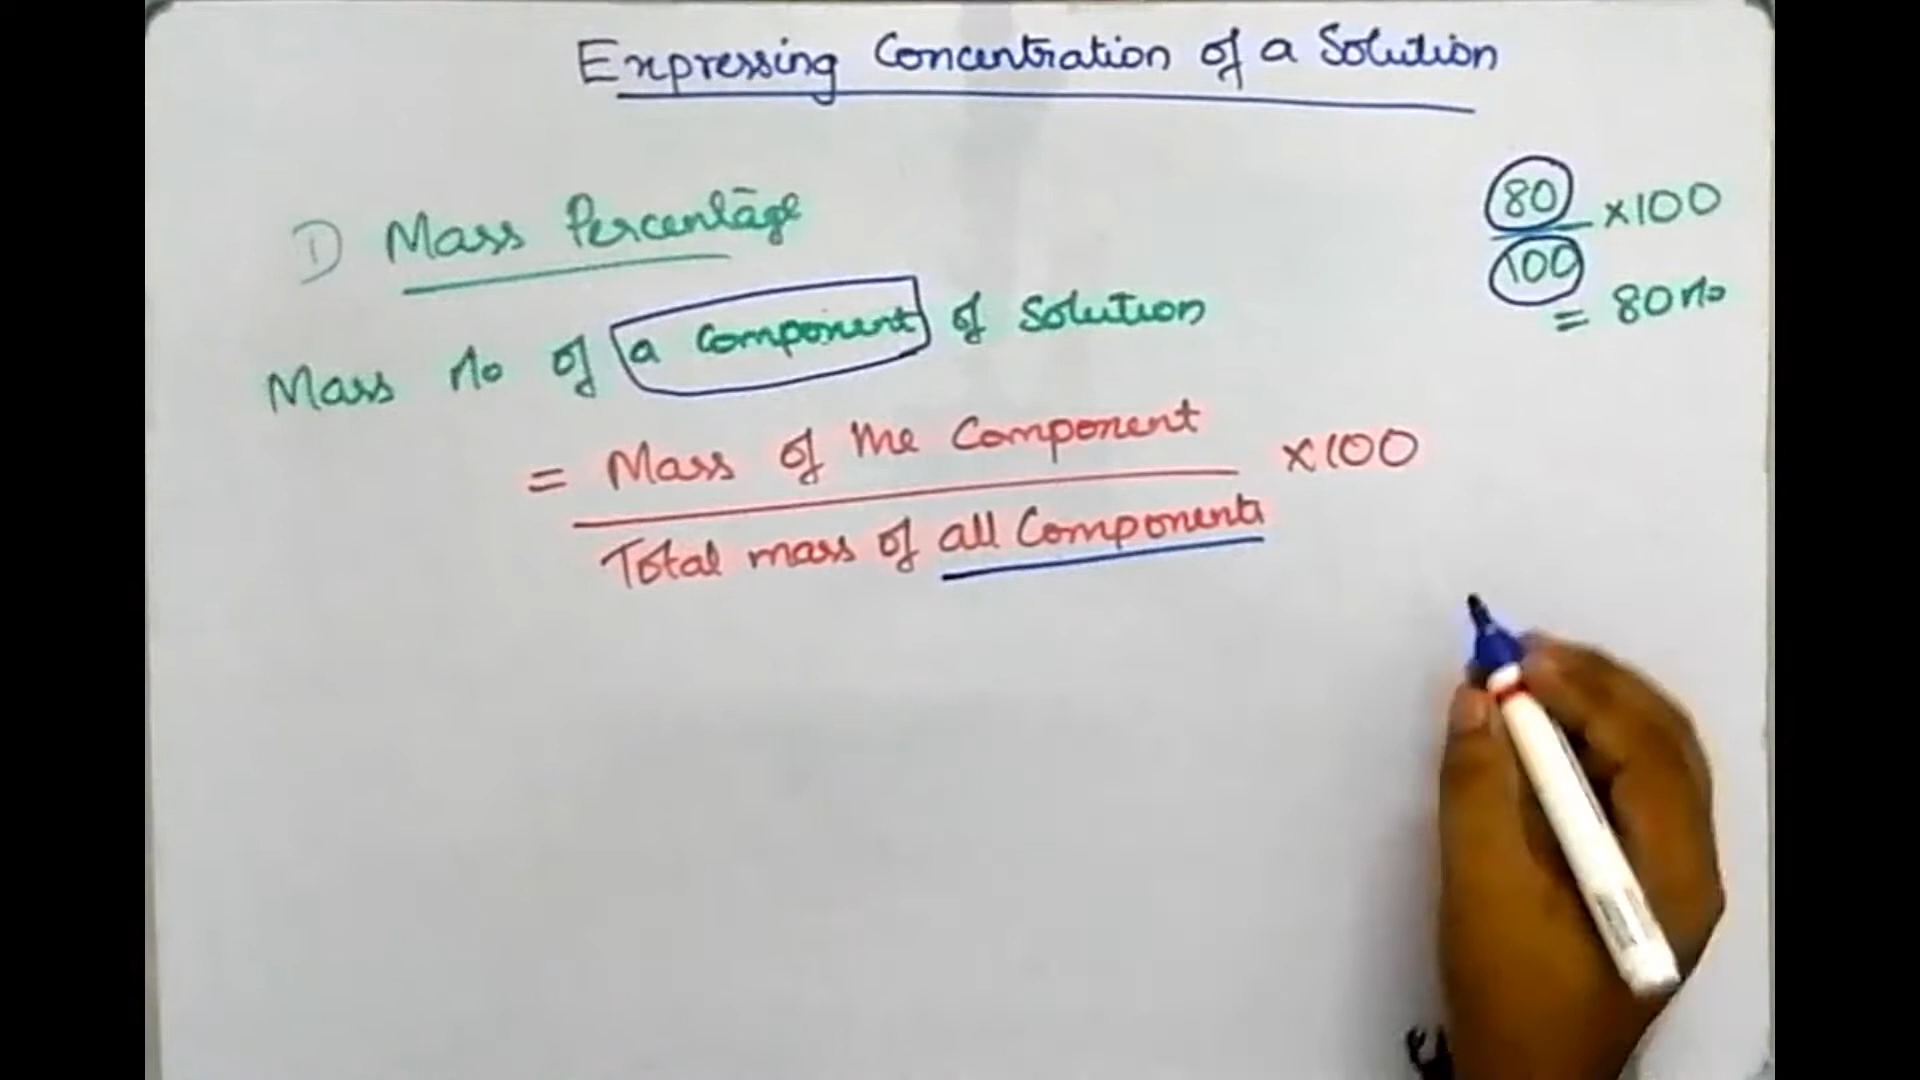 Expressing Concentration of a Solution
1) Mass Percentage
Mass % of a component of Solution
= Mass of the Component
Total mass of all Components
×100
80
100
×100
= 80%